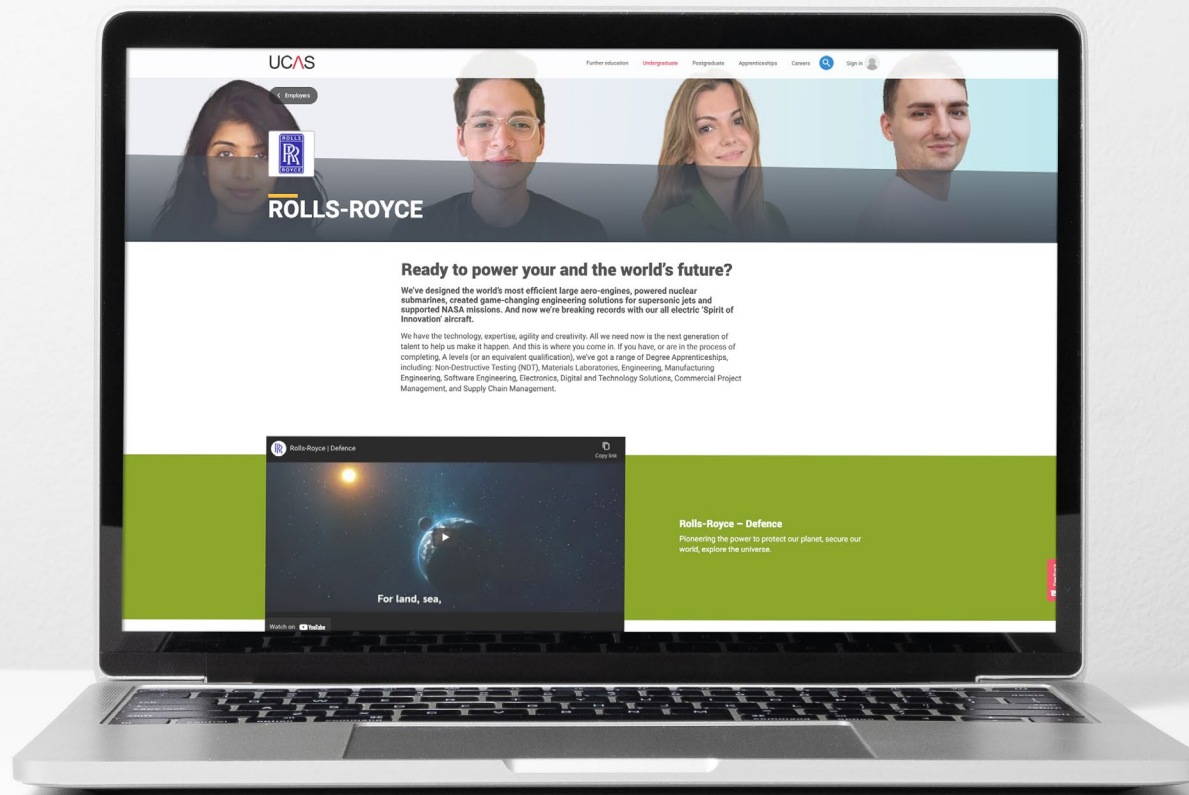 UCAS
Further education Undergraduate Postgraduate Apprenticeships Careers Sign in
< Employers
ROLLS
RR
ROYCE
ROLLS-ROYCE
Ready to power your and the world's future?
We've designed the world's most efficient large aero-engines, powered nuclear
submarines, created game-changing engineering solutions for supersonic jets and
supported NASA missions. And now we're breaking records with our all electric 'Spirit of
Innovation' aircraft.
We have the technology, expertise, agility and creativity. All we need now is the next generation of
talent to help us make it happen. And this is where you come in. If you have, or are in the process of
completing, A levels (or an equivalent qualification), we've got a range of Degree Apprenticeships,
including: Non-Destructive Testing (NDT), Materials Laboratories, Engineering, Manufacturing
Engineering, Software Engineering, Electronics, Digital and Technology Solutions, Commercial Project
Management, and Supply Chain Management.
RR Rolls-Royce | Defence
Copy link
For land, sea,
Watch on YouTube
Rolls-Royce – Defence
Pioneering the power to protect our planet, secure our
world, explore the universe.
Feedback